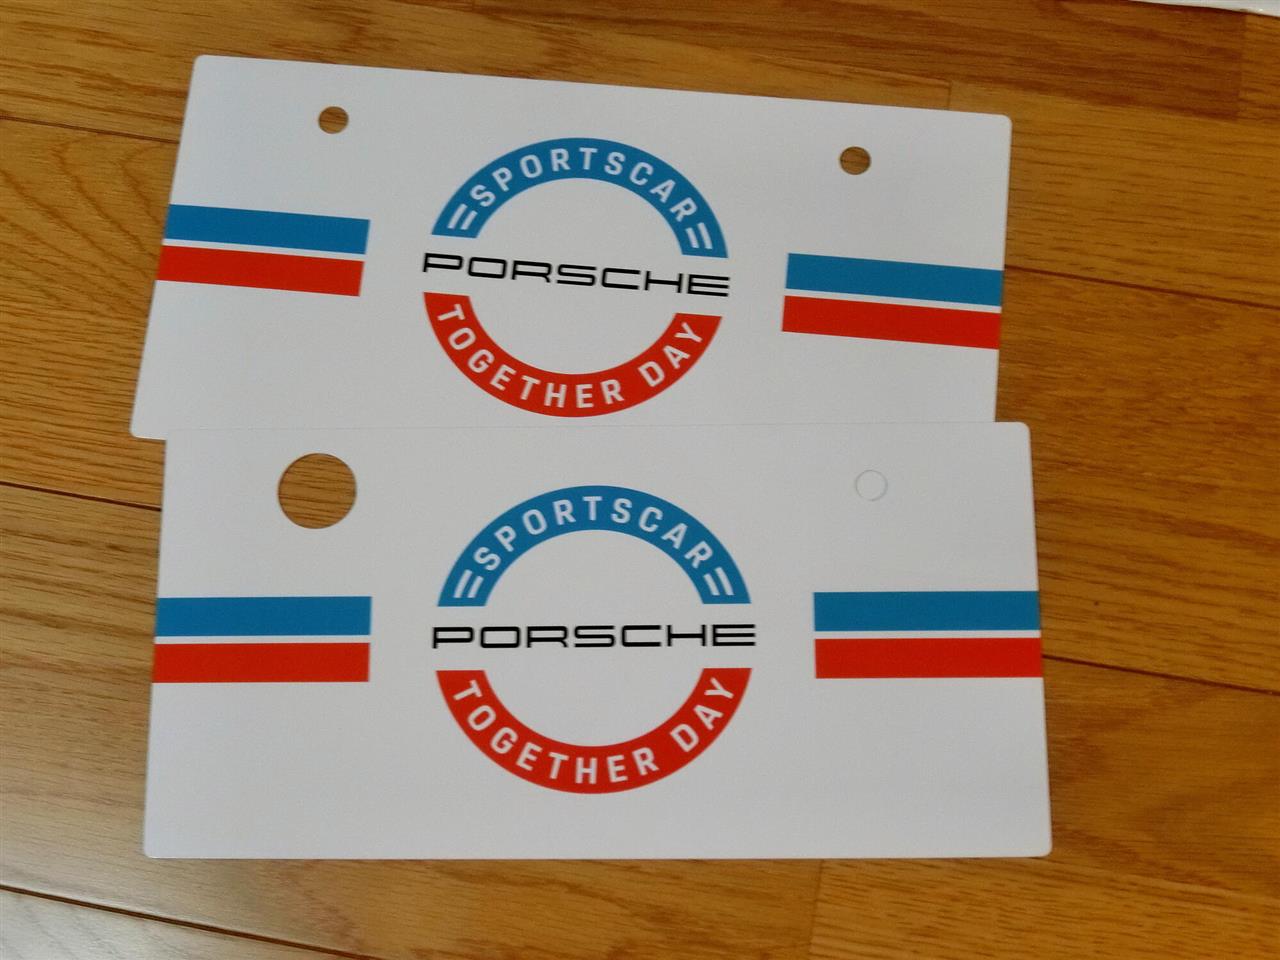 =SPORTSCAR=
PORSCHE
TOGETHER DAY
=SPORTSCAR=
PORSCHE
TOGETHER DAY